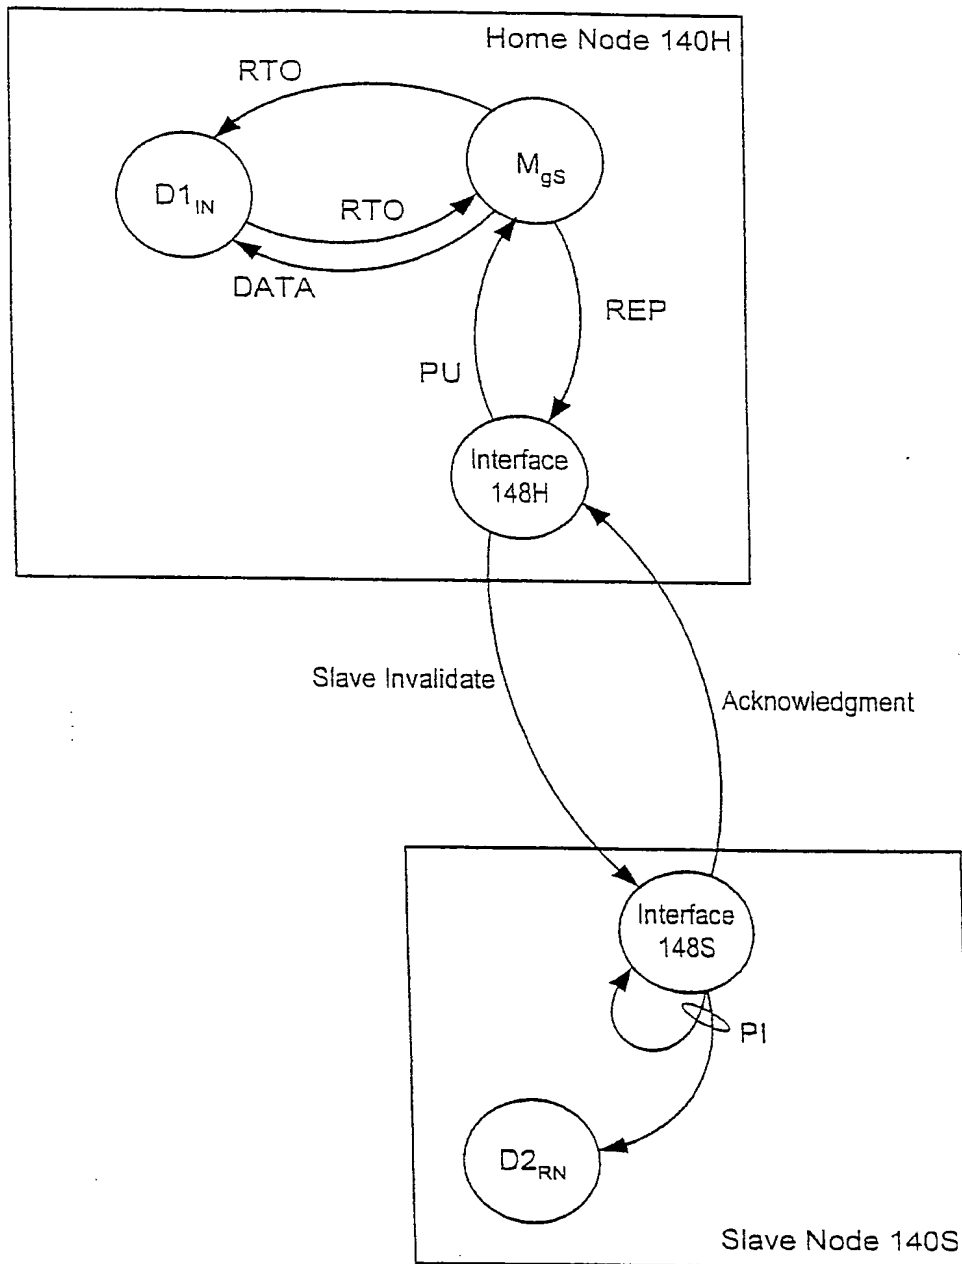 Home Node 140H
RTO
D1IN
MgS
RTO
DATA
REP
PU
Interface
148H
Slave Invalidate
Acknowledgment
Interface
148S
PI
D2RN
Slave Node 140S